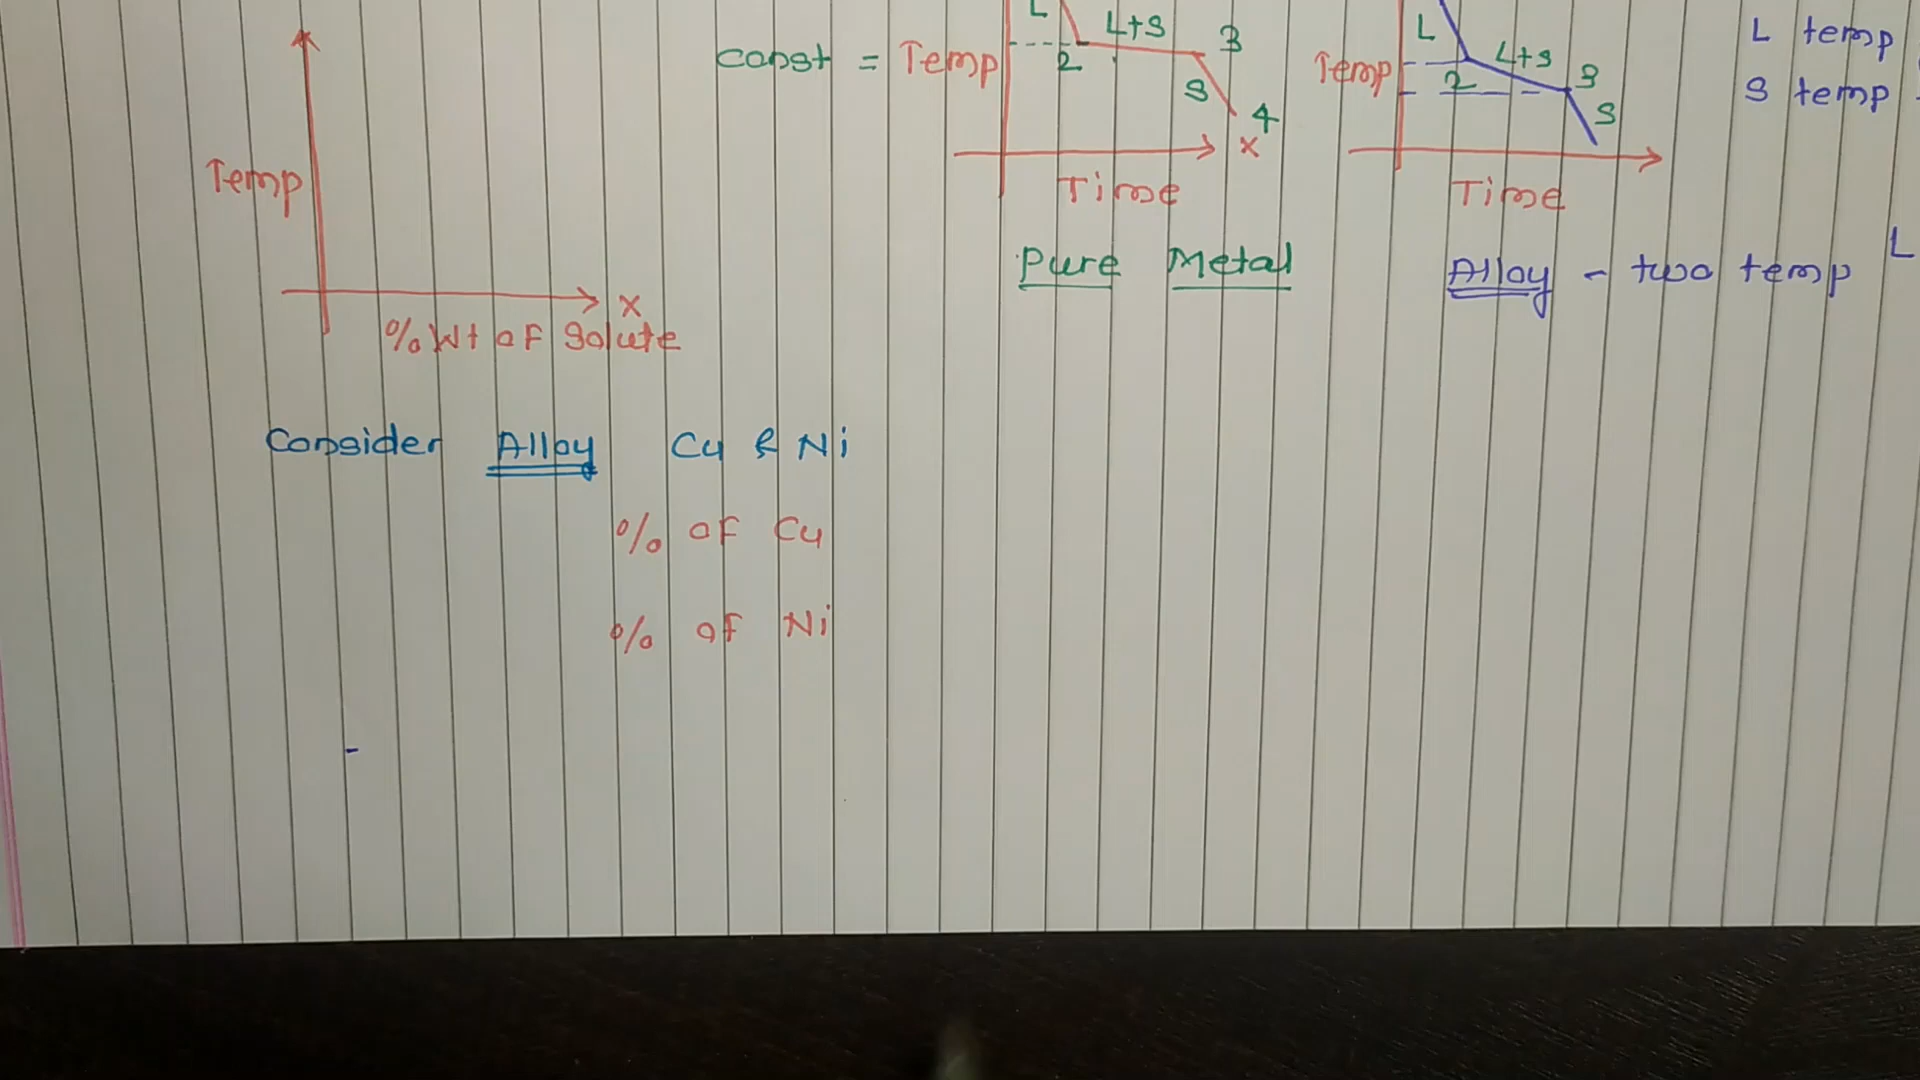 Temp
x
% Wt of Solute
const = Temp
L
L+S
2
3
S
4
x
Time
Pure Metal
Temp
L
L+S
2
3
S
Time
Alloy - two temp
L
L temp
S temp
Consider Alloy Cu & Ni
% of Cu
% of Ni